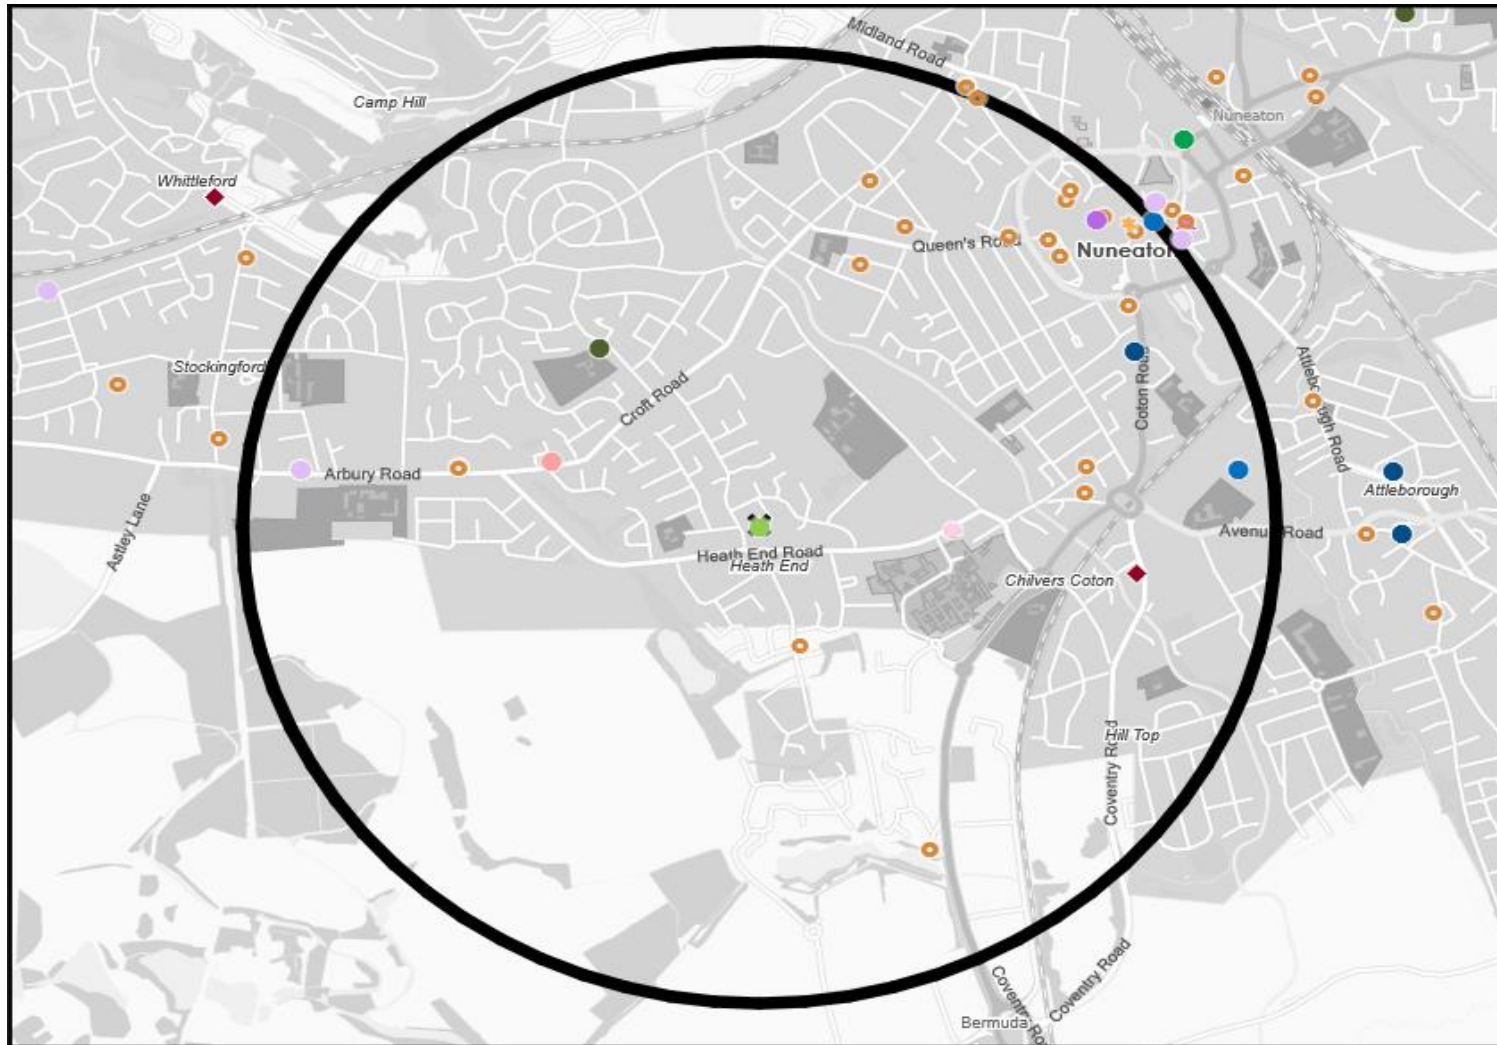 Midland Road
Camp Hill
Nuneaton
Whittleford
Queen's Road
Nuneaton
Stockingford
Croft Road
Coton Road
Attleborough Road
Arbury Road
Attleborough
Astley Lane
Avenue Road
Heath End Road
Heath End
Chilvers Coton
Hill Top
Coventry Road
Coventry Road
Coventry Ro
Bermuda